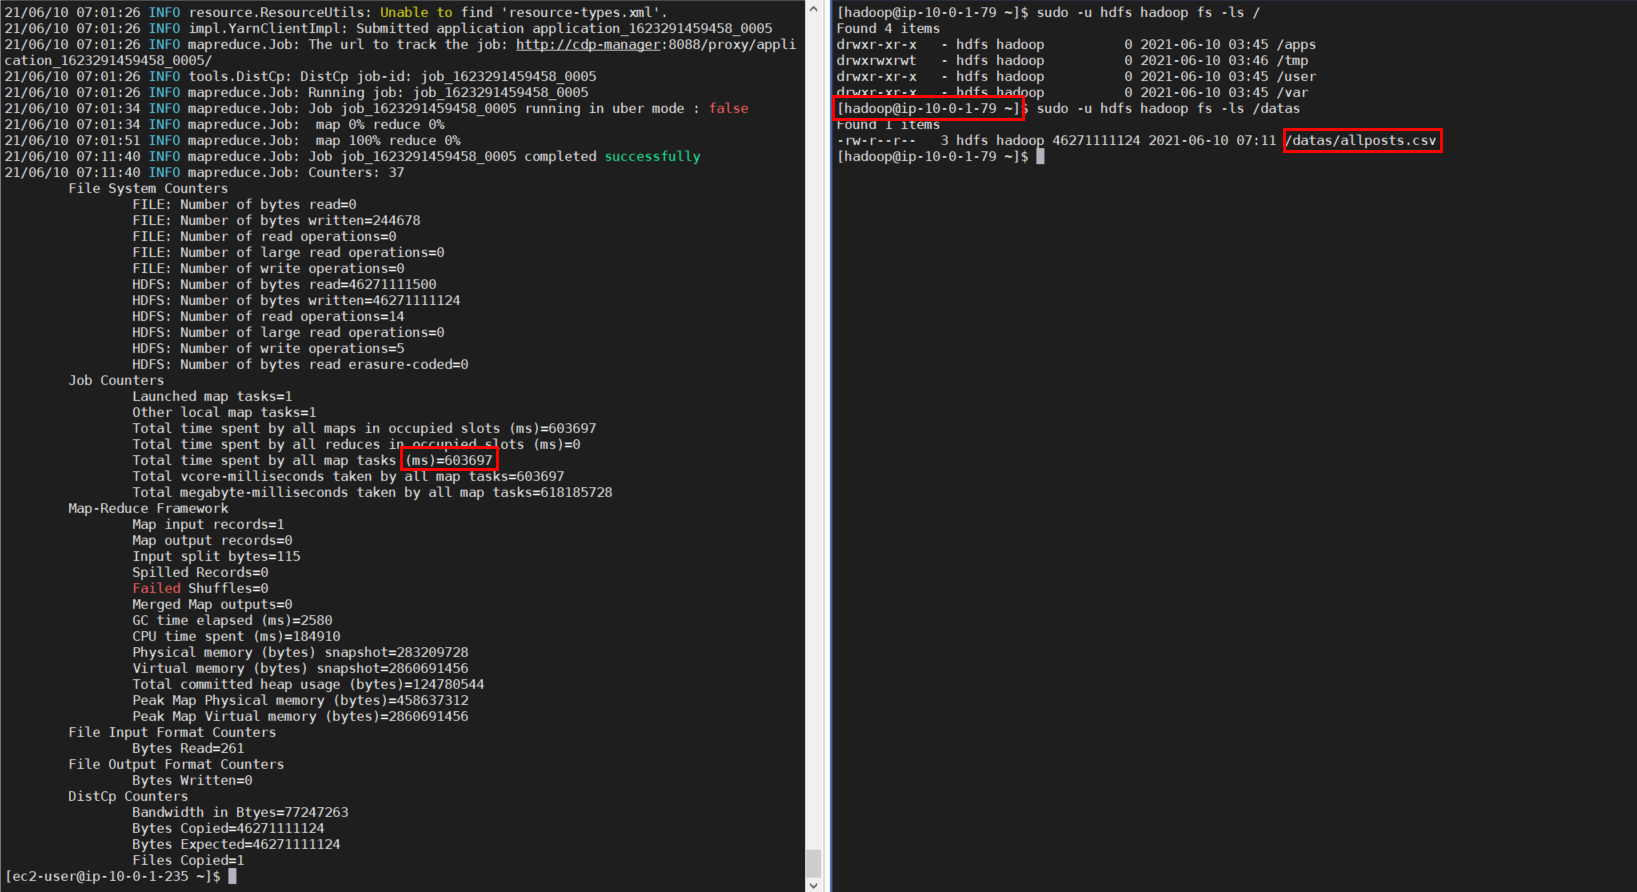 21/06/10 07:01:26 INFO resource.ResourceUtils: Unable to find 'resource-types.xml'.
21/06/10 07:01:26 INFO impl.YarnClientImpl: Submitted application application_1623291459458_0005
21/06/10 07:01:26 INFO mapreduce.Job: The url to track the job: http://cdp-manager:8088/proxy/appli
cation_1623291459458_0005/
21/06/10 07:01:26 INFO tools.DistCp: DistCp job-id: job_1623291459458_0005
21/06/10 07:01:26 INFO mapreduce.Job: Running job: job_1623291459458_0005
21/06/10 07:01:34 INFO mapreduce.Job: Job job_1623291459458_0005 running in uber mode : false
21/06/10 07:01:34 INFO mapreduce.Job:  map 0% reduce 0%
21/06/10 07:01:51 INFO mapreduce.Job:  map 100% reduce 0%
21/06/10 07:11:40 INFO mapreduce.Job: Job job_1623291459458_0005 completed successfully
21/06/10 07:11:40 INFO mapreduce.Job: Counters: 37
File System Counters
FILE: Number of bytes read=0
FILE: Number of bytes written=244678
FILE: Number of read operations=0
FILE: Number of large read operations=0
FILE: Number of write operations=0
HDFS: Number of bytes read=46271111500
HDFS: Number of bytes written=46271111124
HDFS: Number of read operations=14
HDFS: Number of large read operations=0
HDFS: Number of write operations=5
HDFS: Number of bytes read erasure-coded=0
Job Counters
Launched map tasks=1
Other local map tasks=1
Total time spent by all maps in occupied slots (ms)=603697
Total time spent by all reduces in occupied slots (ms)=0
Total time spent by all map tasks (ms)=603697
Total vcore-milliseconds taken by all map tasks=603697
Total megabyte-milliseconds taken by all map tasks=618185728
Map-Reduce Framework
Map input records=1
Map output records=0
Input split bytes=115
Spilled Records=0
Failed Shuffles=0
Merged Map outputs=0
GC time elapsed (ms)=2580
CPU time spent (ms)=184910
Physical memory (bytes) snapshot=283209728
Virtual memory (bytes) snapshot=2860691456
Total committed heap usage (bytes)=124780544
Peak Map Physical memory (bytes)=458637312
Peak Map Virtual memory (bytes)=2860691456
File Input Format Counters
Bytes Read=261
File Output Format Counters
Bytes Written=0
DistCp Counters
Bandwidth in Btyes=77247263
Bytes Copied=46271111124
Bytes Expected=46271111124
Files Copied=1
[ec2-user@ip-10-0-1-235 ~]$
[hadoop@ip-10-0-1-79 ~]$ sudo -u hdfs hadoop fs -ls /
Found 4 items
drwxr-xr-x   - hdfs hadoop          0 2021-06-10 03:45 /apps
drwxrwxrwt   - hdfs hadoop          0 2021-06-10 03:46 /tmp
drwxr-xr-x   - hdfs hadoop          0 2021-06-10 03:45 /user
drwxr-xr-x   - hdfs hadoop          0 2021-06-10 03:45 /var
[hadoop@ip-10-0-1-79 ~]$ sudo -u hdfs hadoop fs -ls /datas
Found 1 items
-rw-r--r--   3 hdfs hadoop 46271111124 2021-06-10 07:11 /datas/allposts.csv
[hadoop@ip-10-0-1-79 ~]$